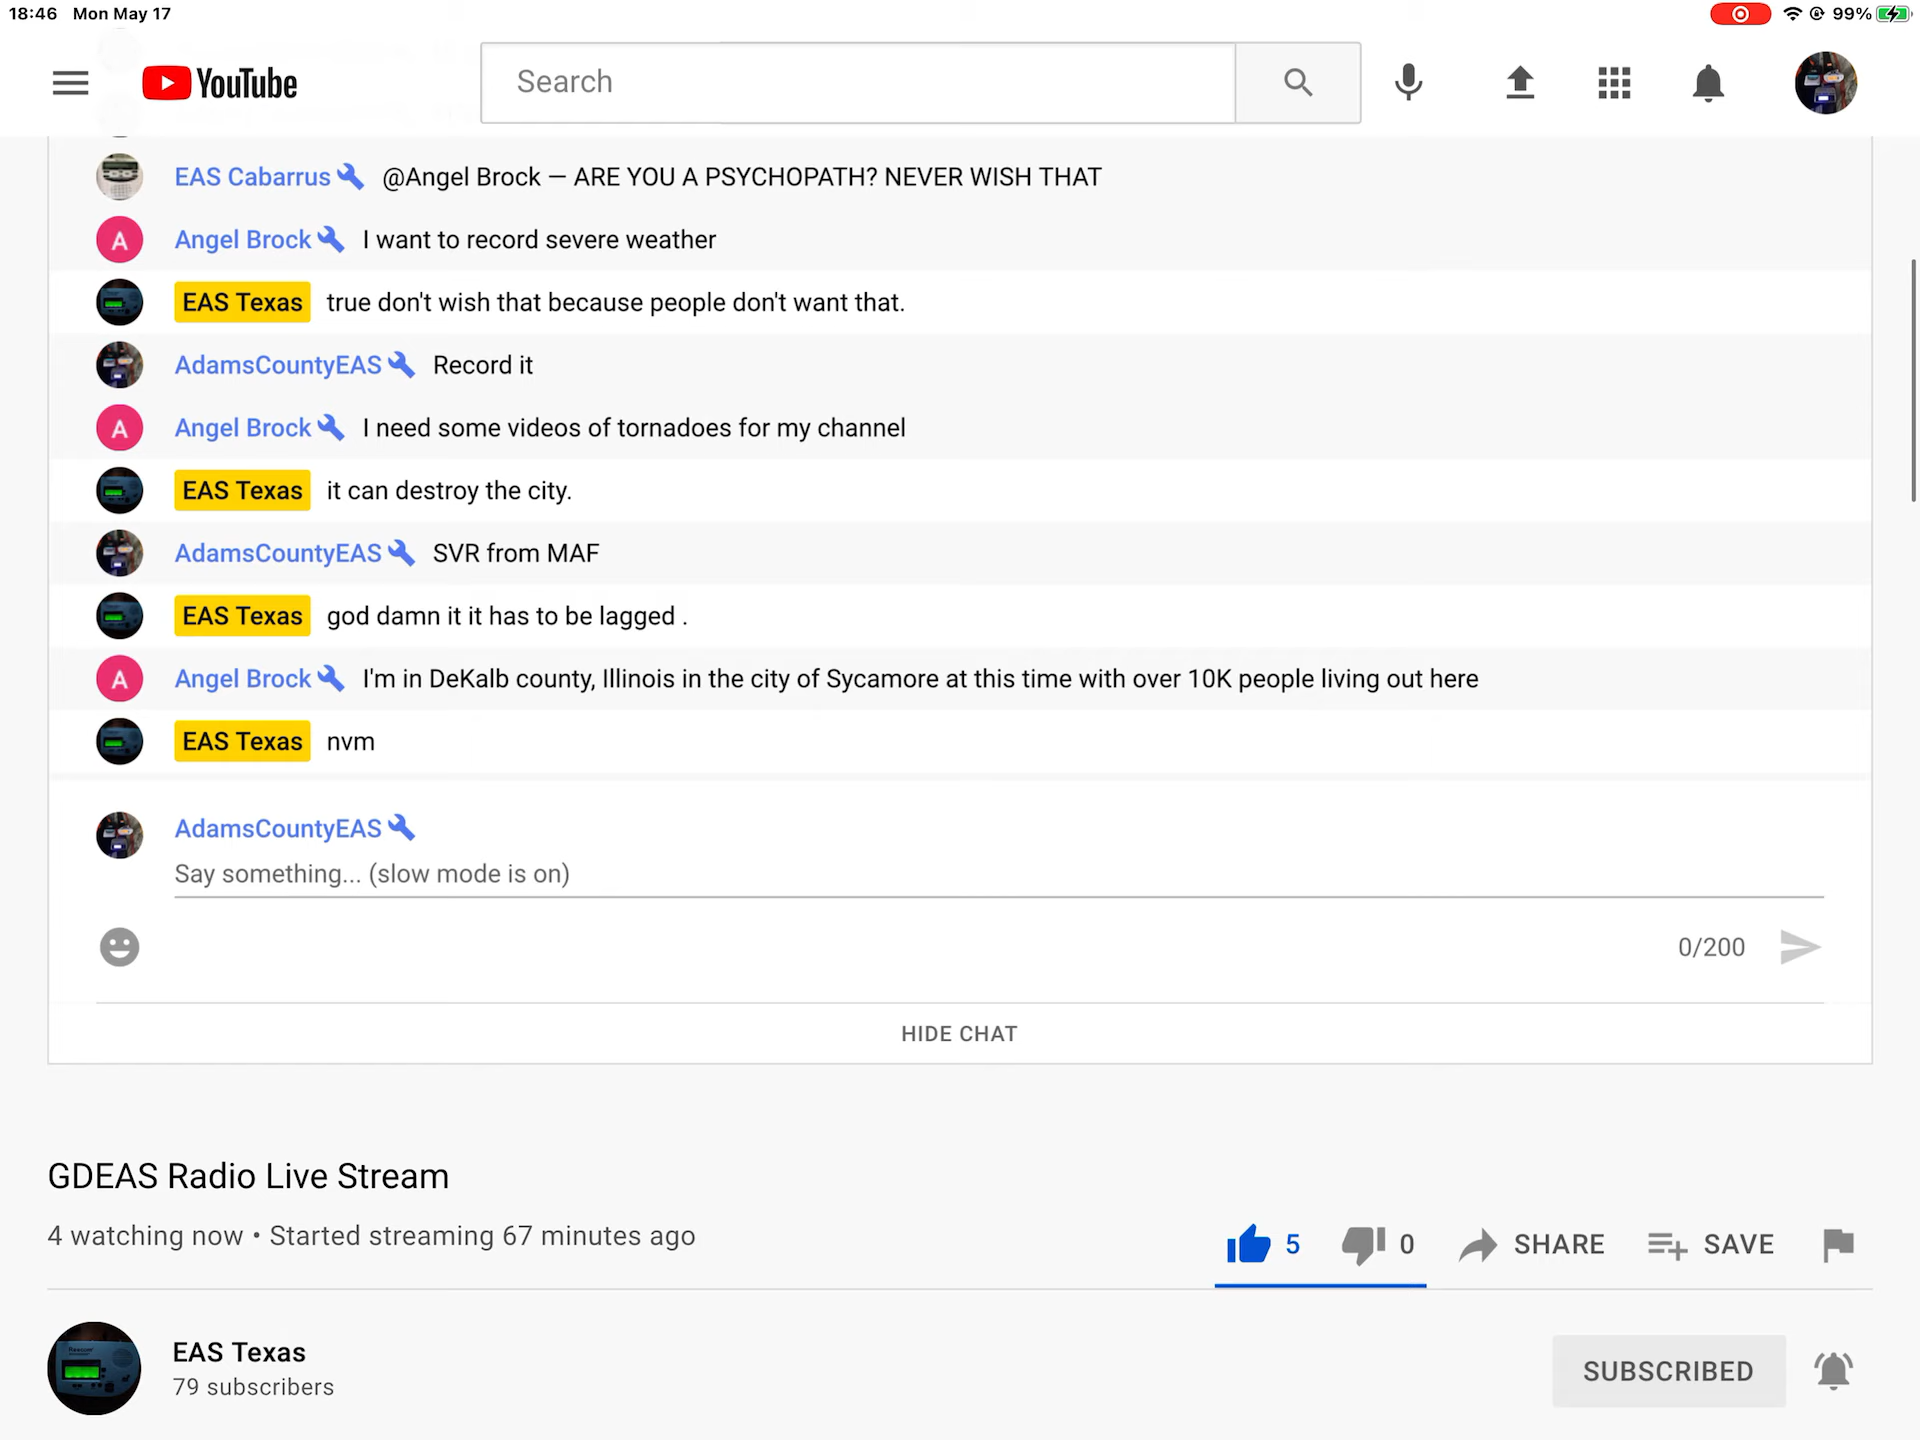 18:46 Mon May 17
99%
YouTube
Search
EAS Cabarrus @Angel Brock — ARE YOU A PSYCHOPATH? NEVER WISH THAT
A Angel Brock I want to record severe weather
EAS Texas true don't wish that because people don't want that.
AdamsCountyEAS Record it
A Angel Brock I need some videos of tornadoes for my channel
EAS Texas it can destroy the city.
AdamsCountyEAS SVR from MAF
EAS Texas god damn it it has to be lagged .
A Angel Brock I'm in DeKalb county, Illinois in the city of Sycamore at this time with over 10K people living out here
EAS Texas nvm
AdamsCountyEAS
Say something... (slow mode is on)
0/200
HIDE CHAT
GDEAS Radio Live Stream
4 watching now • Started streaming 67 minutes ago
5 0 SHARE SAVE
EAS Texas
79 subscribers
SUBSCRIBED